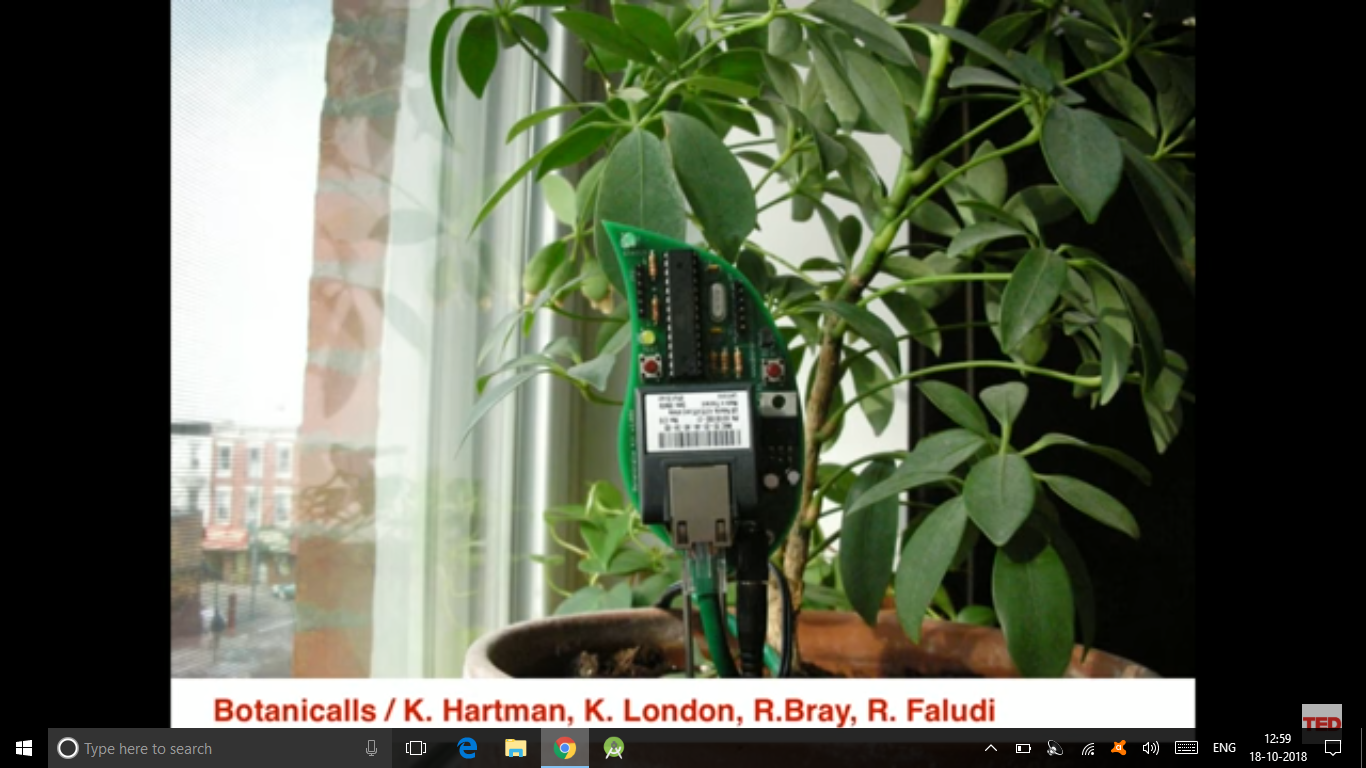 Botanicalls / K. Hartman, K. London, R.Bray, R. Faludi
TED
Type here to search
ENG
12:59
18-10-2018